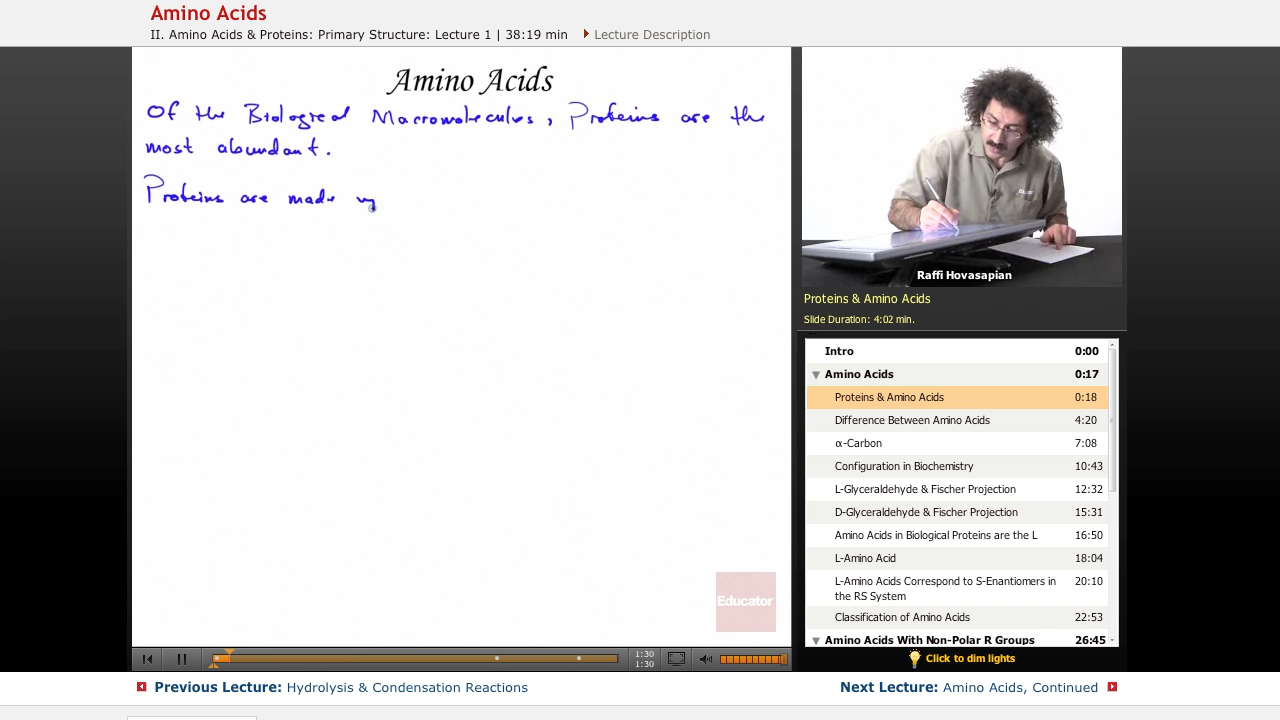 Amino Acids
II. Amino Acids & Proteins: Primary Structure: Lecture 1 | 38:19 min
Lecture Description
Amino Acids
Of the Biological Macromolecules, Proteins are the
most abundant.
Proteins are made
Educator
Raffi Hovasapian
Proteins & Amino Acids
Slide Duration: 4:02 min.
Intro 0:00
Amino Acids 0:17
Proteins & Amino Acids 0:18
Difference Between Amino Acids 4:20
α-Carbon 7:08
Configuration in Biochemistry 10:43
L-Glyceraldehyde & Fischer Projection 12:32
D-Glyceraldehyde & Fischer Projection 15:31
Amino Acids in Biological Proteins are the L 16:50
L-Amino Acid 18:04
L-Amino Acids Correspond to S-Enantiomers in 20:10
the RS System
Classification of Amino Acids 22:53
Amino Acids With Non-Polar R Groups 26:45
1:30
1:30
Click to dim lights
Previous Lecture: Hydrolysis & Condensation Reactions
Next Lecture: Amino Acids, Continued